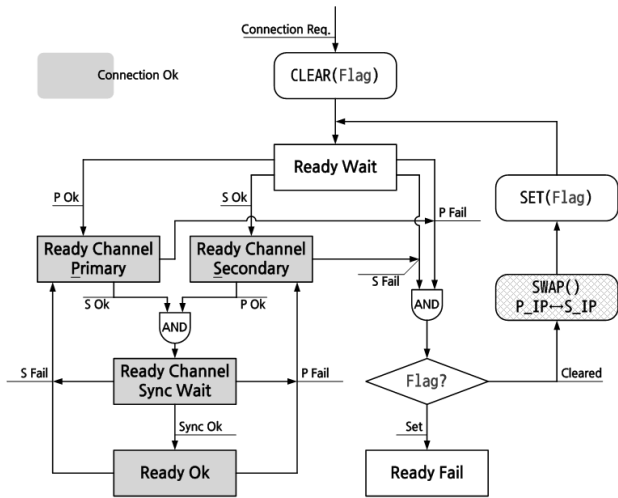 Connection Req.
Connection Ok
CLEAR(Flag)
Ready Wait
P Ok
S Ok
P Fail
SET(Flag)
Ready Channel
Primary
Ready Channel
Secondary
S Fail
SWAP()
P_IP↔S_IP
S Ok
P Ok
AND
AND
S Fail
Ready Channel
Sync Wait
P Fail
Flag?
Cleared
Sync Ok
Set
Ready Ok
Ready Fail